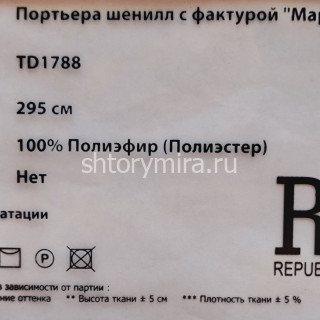 Портьера шенилл с фактурой "Мар
TD1788
295 см
100% Полиэфир (Полиэстер)
shtorymira.ru
Нет
атации
P
R
REPUB
в зависимости от партии :
ние оттенка ** Высота ткани ± 5 см *** Плотность ткани ± 5 %